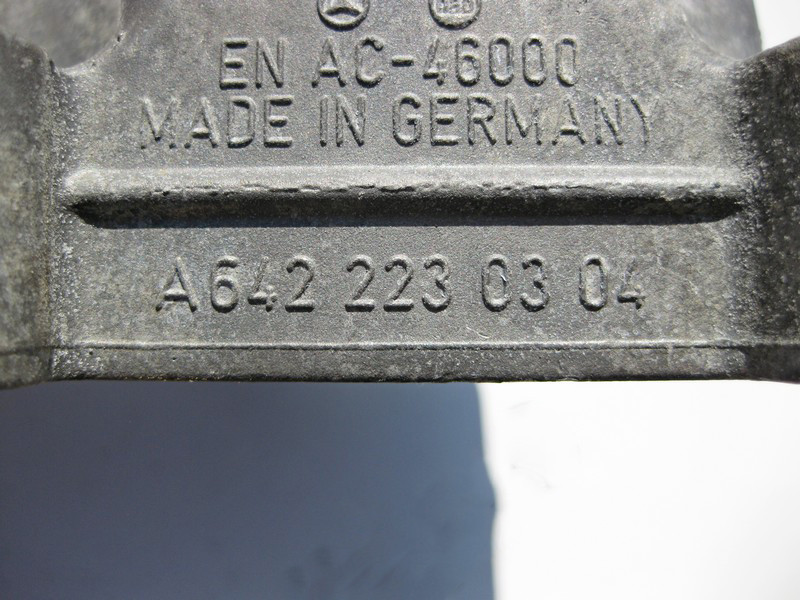 EN AC-46000
MADE IN GERMANY
A642 223 03 04